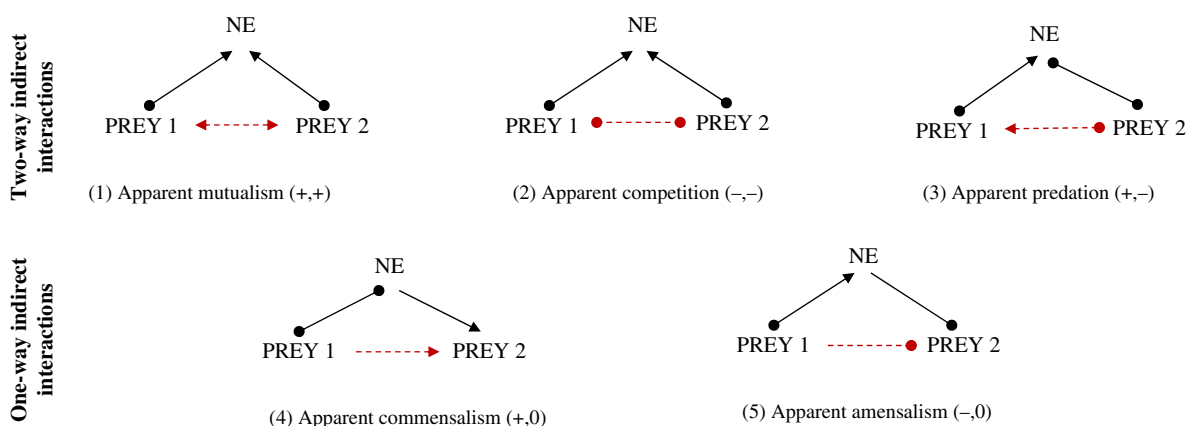 Two-way indirect
interactions
NE
PREY 1
PREY 2
(1) Apparent mutualism (+,+)
NE
PREY 1
PREY 2
(2) Apparent competition (–,–)
NE
PREY 1
PREY 2
(3) Apparent predation (+,–)
One-way indirect
interactions
NE
PREY 1
PREY 2
(4) Apparent commensalism (+,0)
NE
PREY 1
PREY 2
(5) Apparent amensalism (–,0)